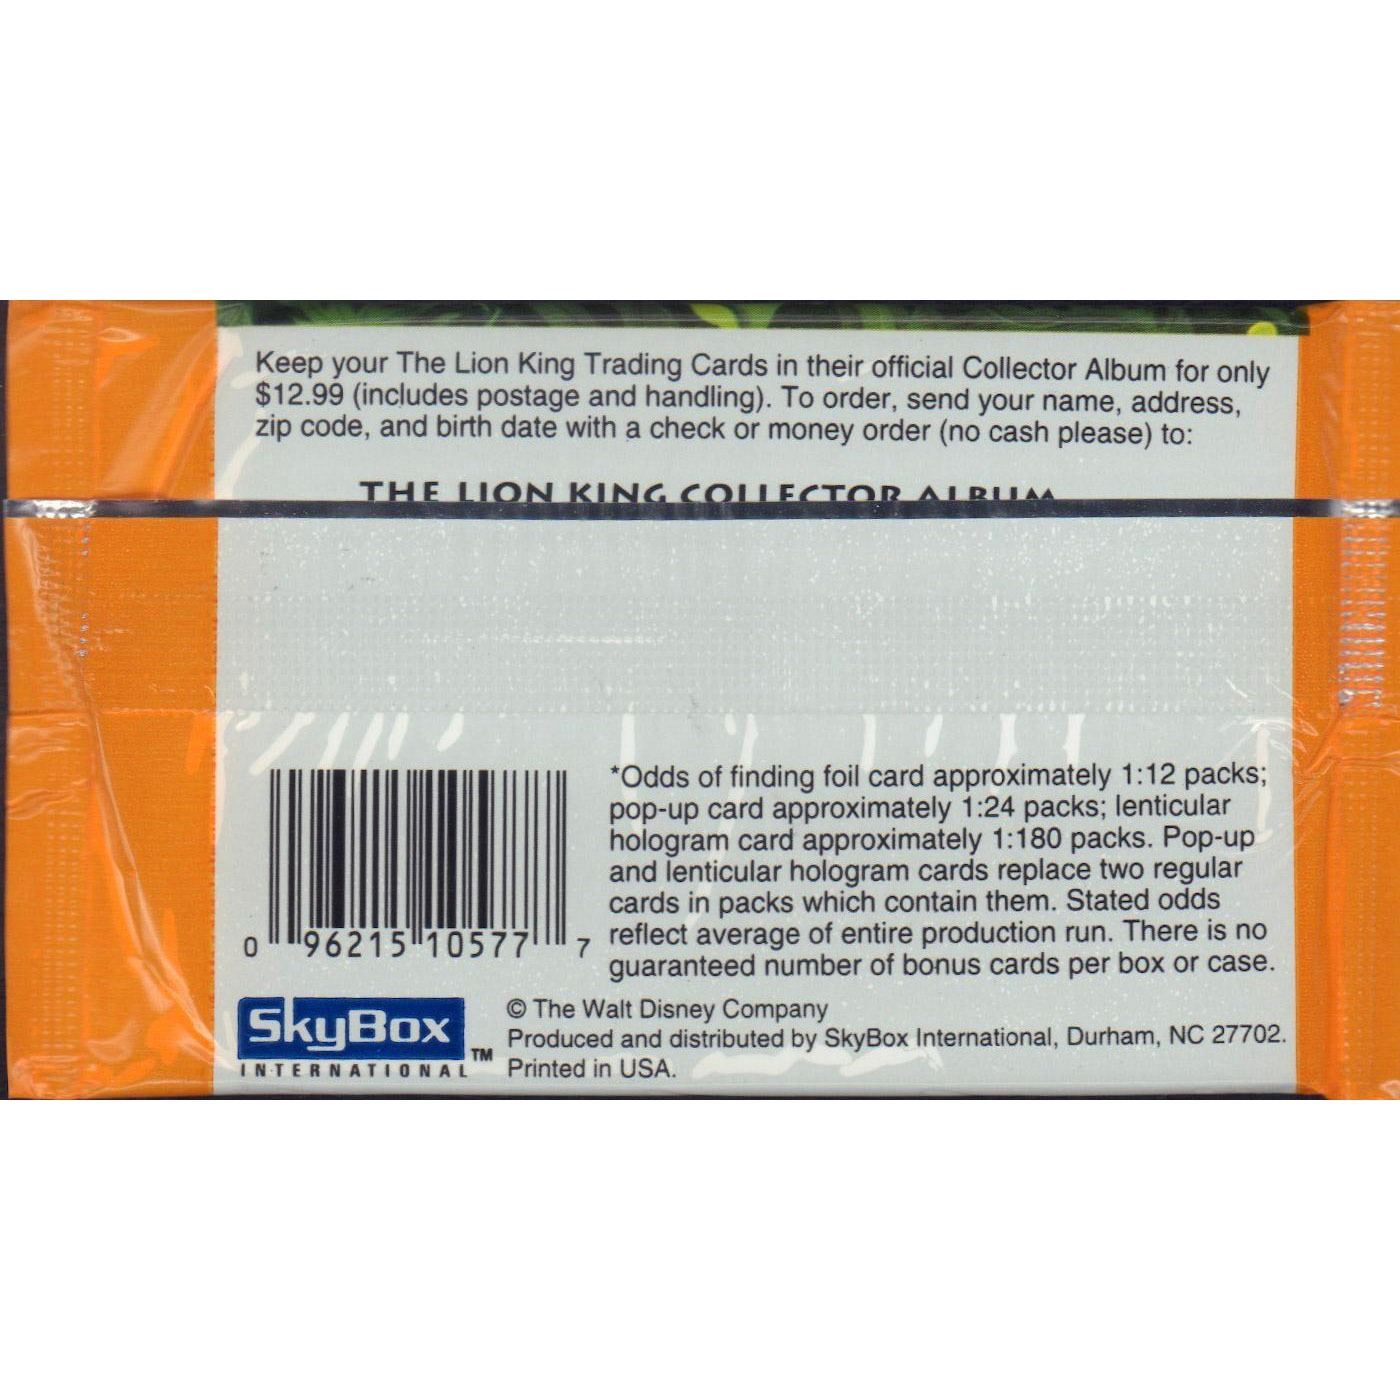 Keep your The Lion King Trading Cards in their official Collector Album for only
$12.99 (includes postage and handling). To order, send your name, address,
zip code, and birth date with a check or money order (no cash please) to:
THE LION KING COLLECTOR ALBUM
*Odds of finding foil card approximately 1:12 packs;
pop-up card approximately 1:24 packs; lenticular
hologram card approximately 1:180 packs. Pop-up
and lenticular hologram cards replace two regular
cards in packs which contain them. Stated odds
reflect average of entire production run. There is no
guaranteed number of bonus cards per box or case.
0 96215 10577 7
SkyBox
INTERNATIONAL™
© The Walt Disney Company
Produced and distributed by SkyBox International, Durham, NC 27702.
Printed in USA.